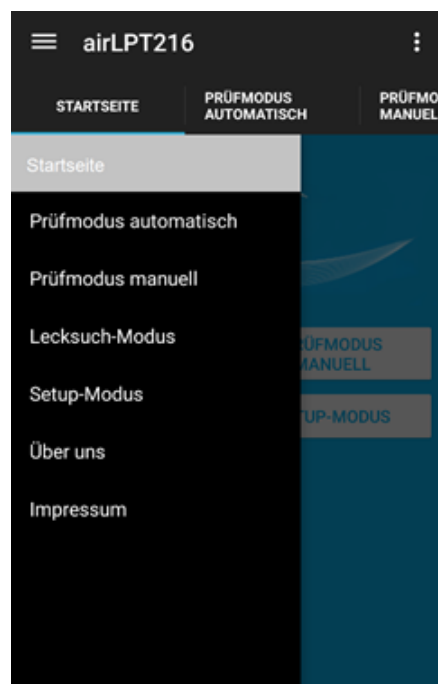 airLPT216
STARTSEITE
PRÜFMODUS
AUTOMATISCH
PRÜFMO
MANUEL
Startseite
Prüfmodus automatisch
Prüfmodus manuell
Lecksuch-Modus
Setup-Modus
Über uns
Impressum
ÜFMODUS
MANUELL
UP-MODUS